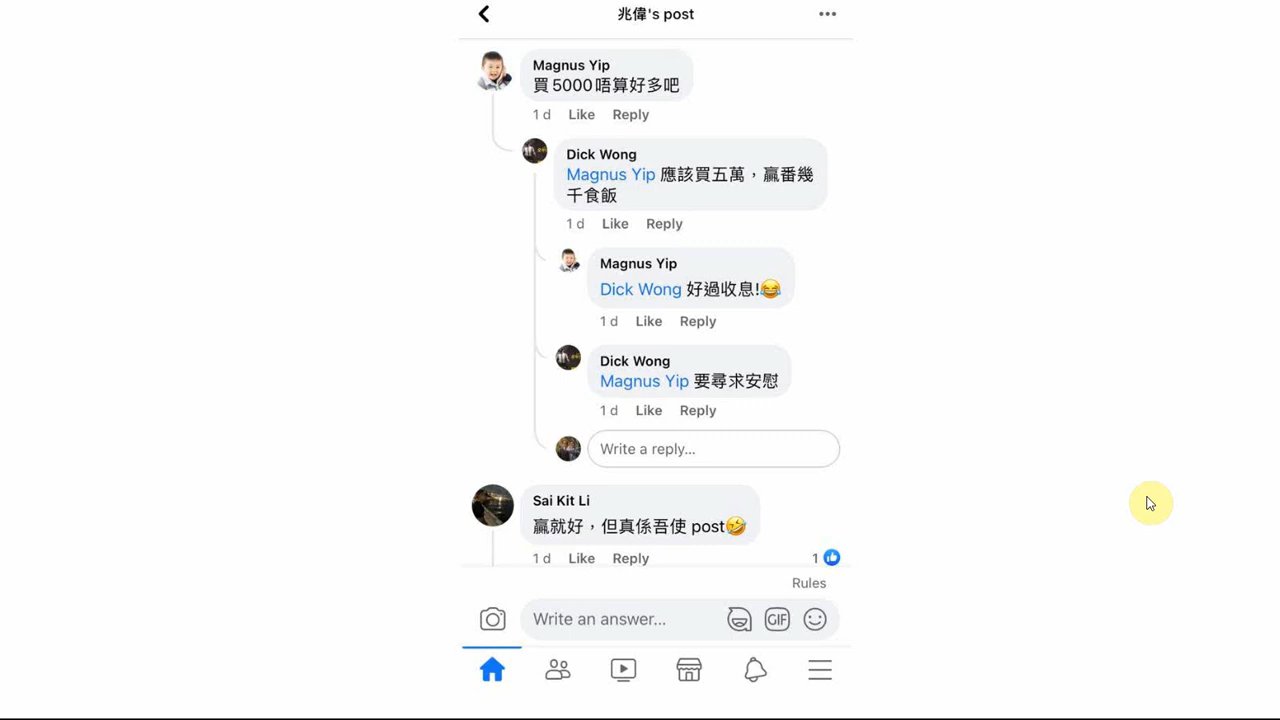 兆偉's post
Magnus Yip
買5000唔算好多吧
1 d Like Reply
Dick Wong
Magnus Yip 應該買五萬，贏番幾
千食飯
1 d Like Reply
Magnus Yip
Dick Wong 好過收息!😂
1 d Like Reply
Dick Wong
Magnus Yip 要尋求安慰
1 d Like Reply
Write a reply...
Sai Kit Li
贏就好，但真係吾使 post🤣
1 d Like Reply 1
Rules
Write an answer... GIF